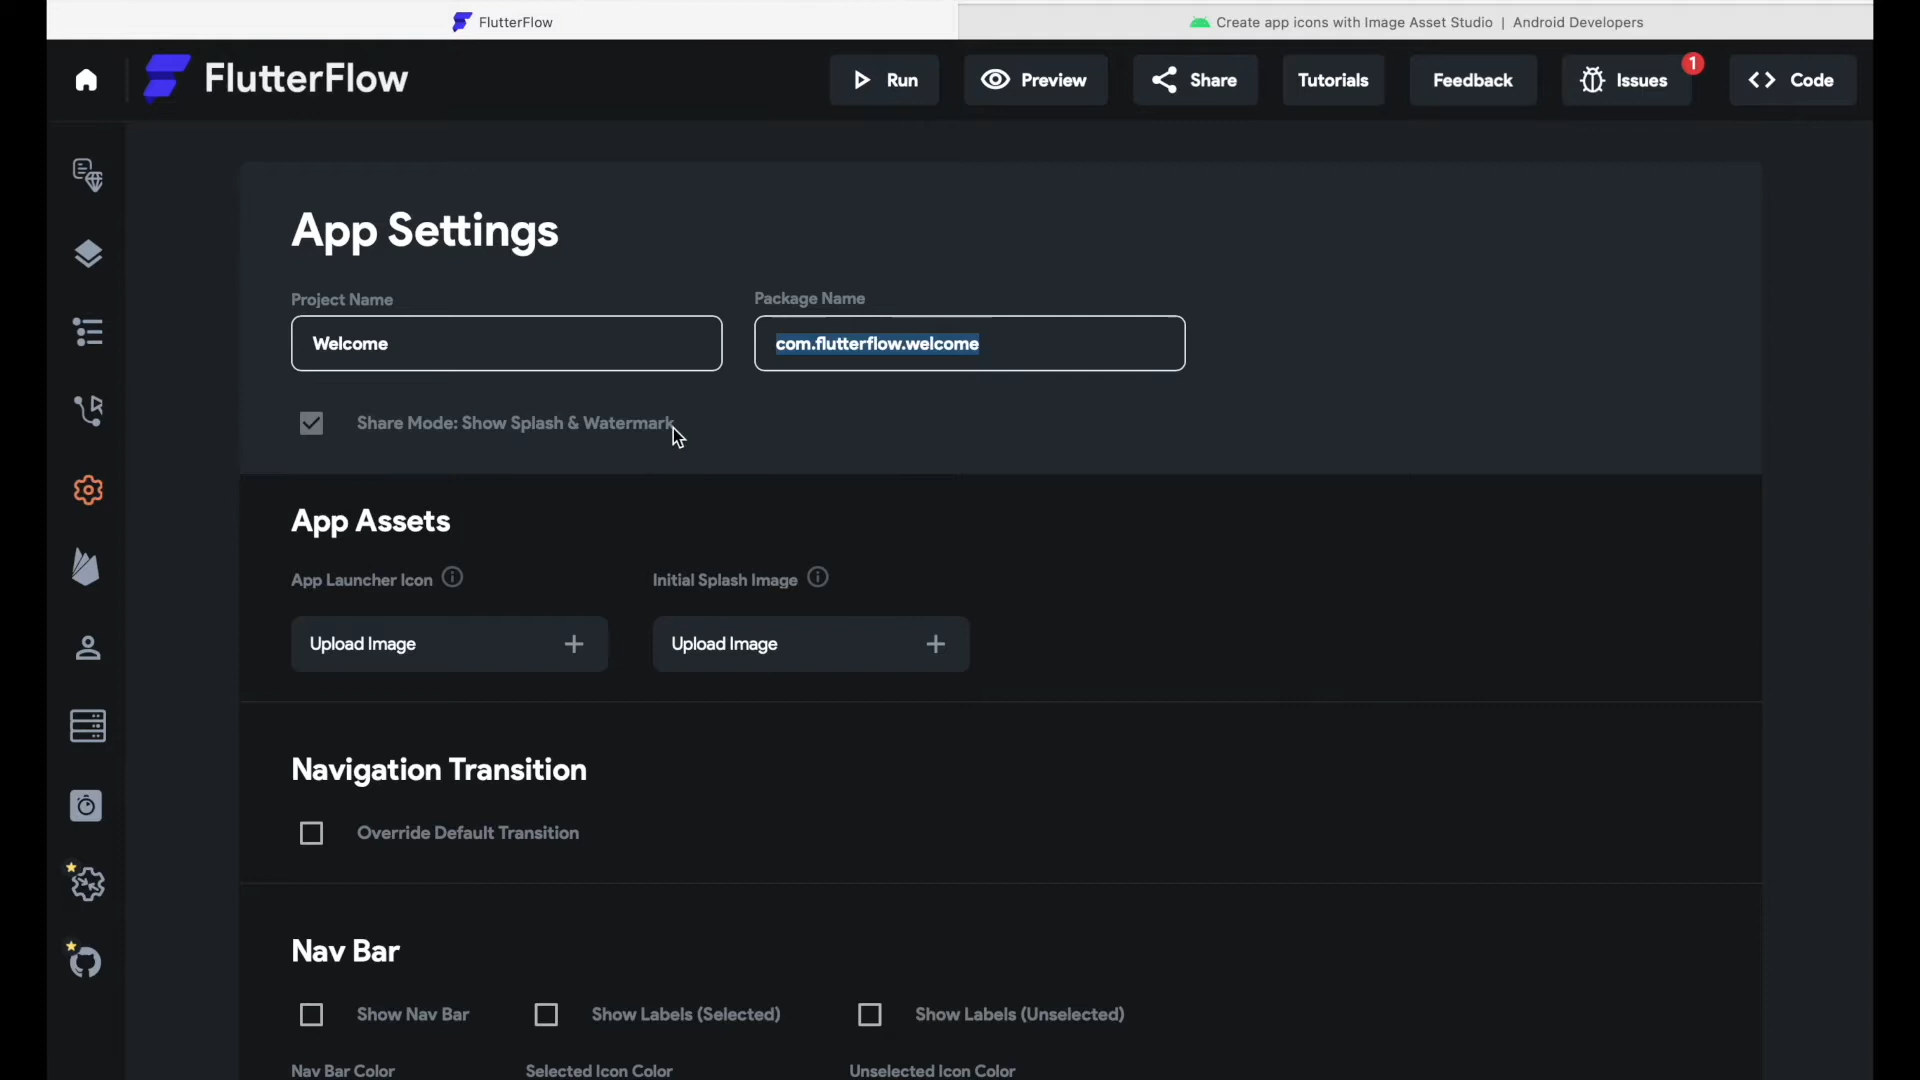 FlutterFlow
Create app icons with Image Asset Studio | Android Developers
FlutterFlow
Run
Preview
Share
Tutorials
Feedback
Issues
1
Code
App Settings
Project Name
Package Name
Welcome
com.flutterflow.welcome
Share Mode: Show Splash & Watermark
App Assets
App Launcher Icon
Initial Splash Image
Upload Image
Upload Image
Navigation Transition
Override Default Transition
Nav Bar
Show Nav Bar
Show Labels (Selected)
Show Labels (Unselected)
Nav Bar Color
Selected Icon Color
Unselected Icon Color